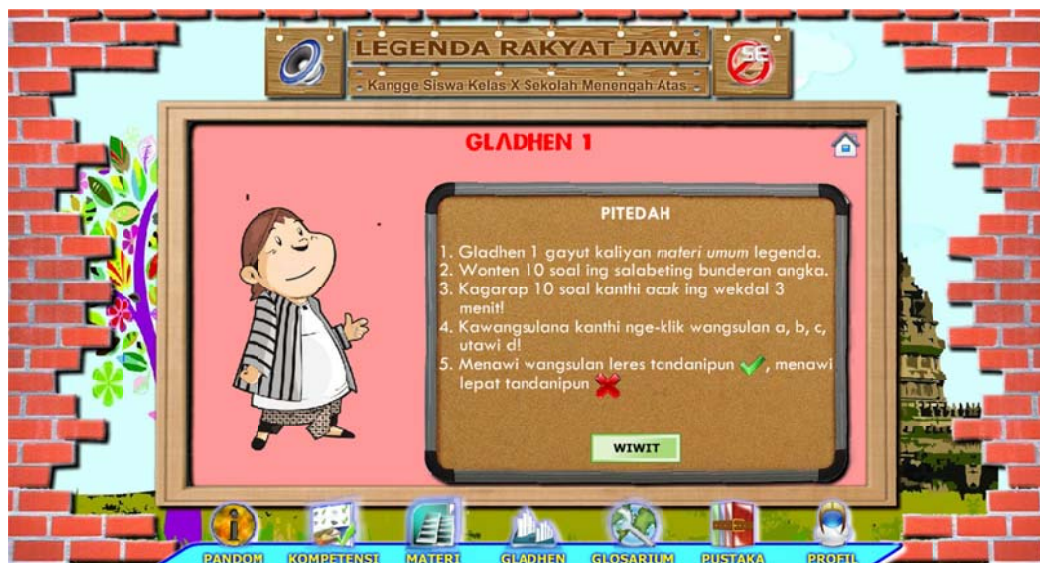 LEGENDA RAKYAT JAWI
SE
Kangge Siswa Kelas X Sekolah Menengah Atas
GLADHEN 1
PITEDAH
1. Gladhen 1 gayut kaliyan materi umum legenda.
2. Wonten 10 soal ing salabeting bunderan angka.
3. Kagarap 10 soal kanthi acak ing wekdal 3
menit!
4. Kawangsulana kanthi nge-klik wangsulan a, b, c,
utawi d!
5. Menawi wangsulan leres tandanipun , menawi
lepat tandanipun
WIWIT
PANDOM KOMPETENSI MATERI GLADHEN GLOSARIUM PUSTAKA PROFIL